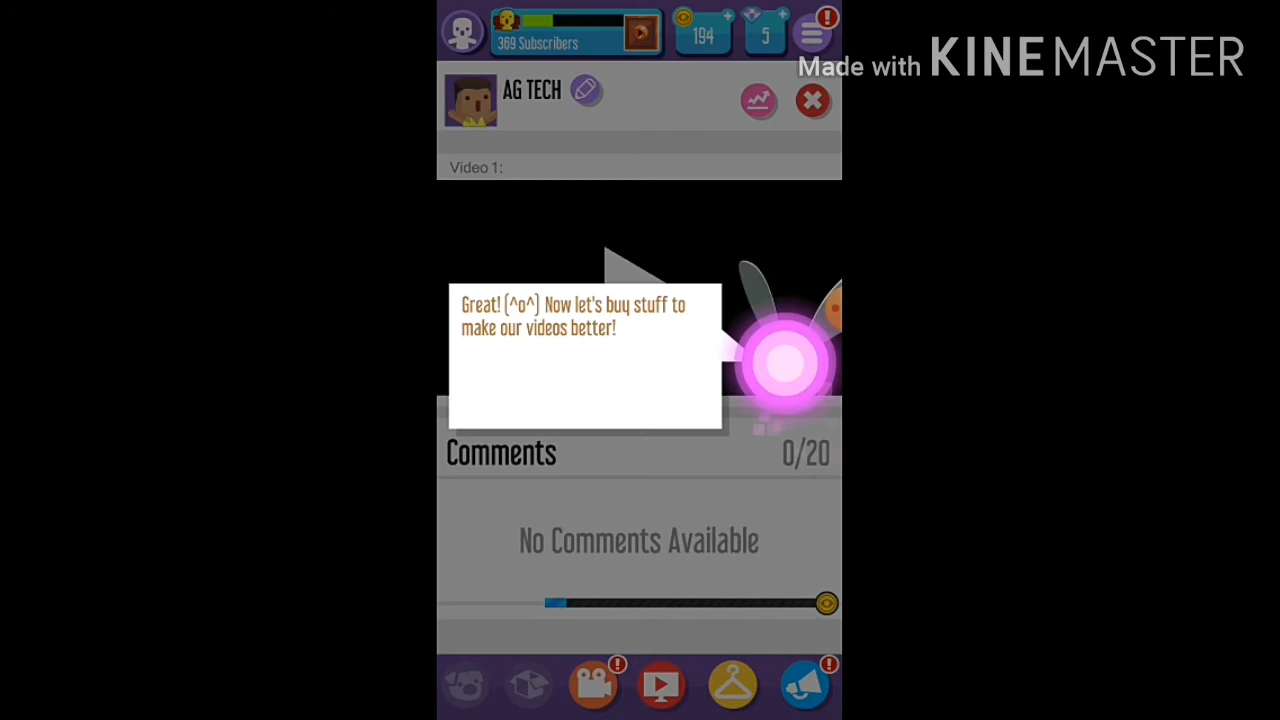 369 Subscribers
194
5
Made with KINEMASTER
AG TECH
Video 1:
Great! (^o^) Now let's buy stuff to
make our videos better!
Comments 0/20
No Comments Available